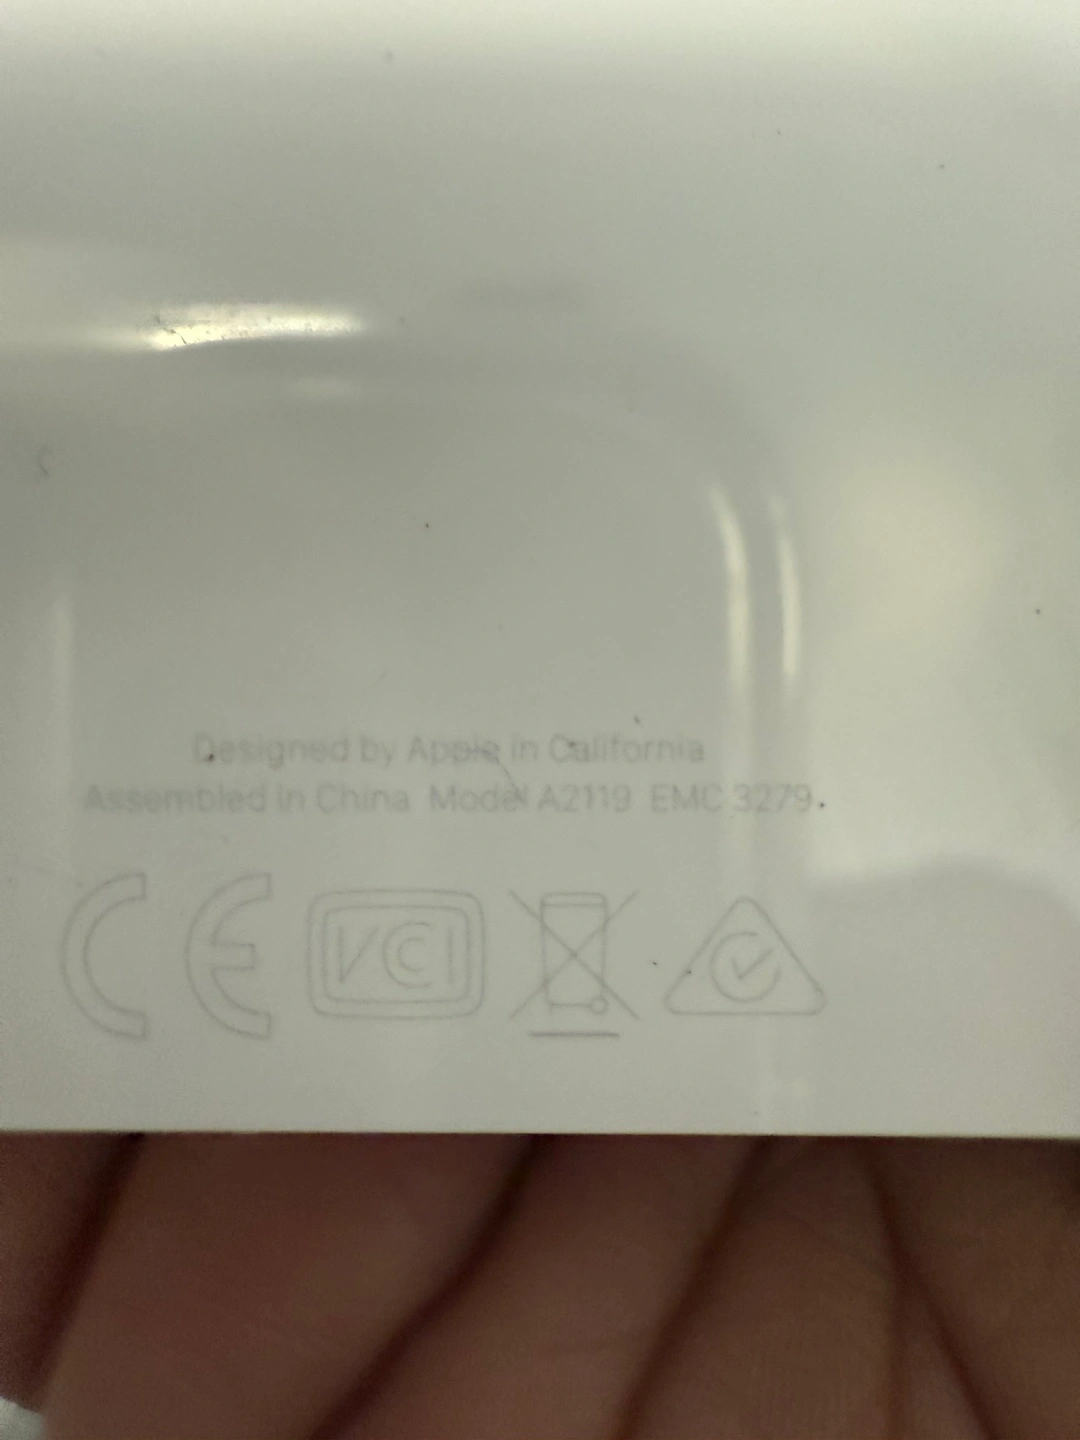 Designed by Apple in California
Assembled in China Model A2119 EMC 3279
CE VCI